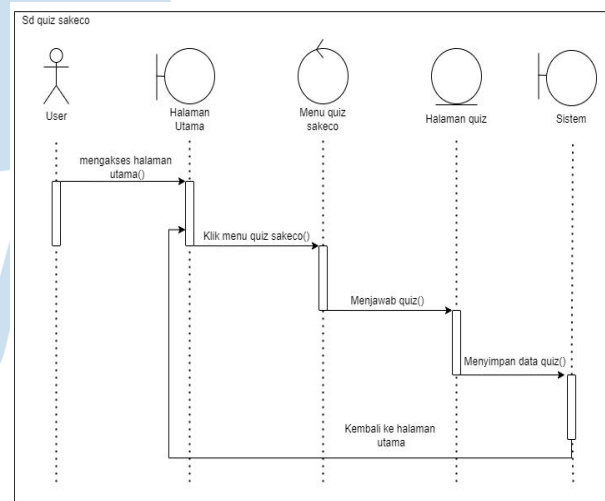 Sd quiz sakeco
User
Halaman
Utama
Menu quiz
sakeco
Halaman quiz
Sistem
mengakses halaman
utama()
Klik menu quiz sakeco()
Menjawab quiz()
Menyimpan data quiz()
Kembali ke halaman
utama